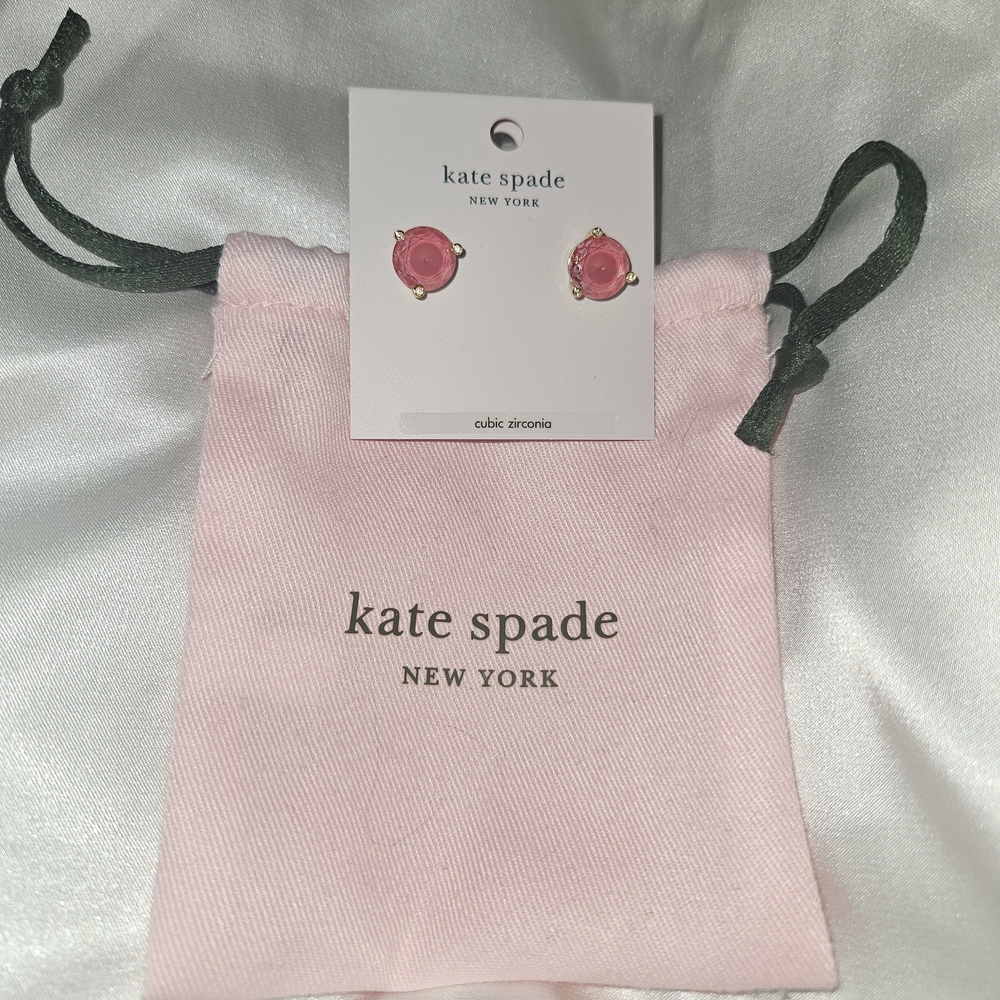 kate spade
NEW YORK
cubic zirconia
kate spade
NEW YORK